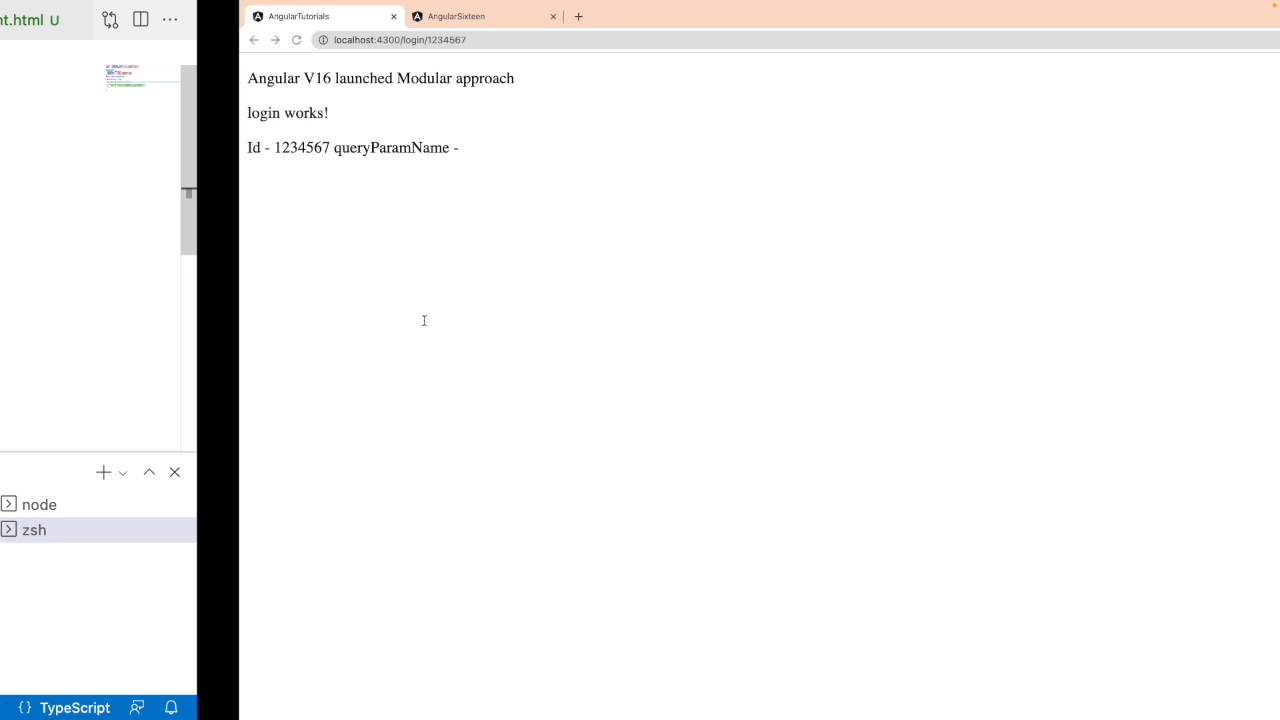 nt.html U
node
zsh
{} TypeScript
AngularTutorials
AngularSixteen
localhost:4300/login/1234567
Angular V16 launched Modular approach
login works!
Id - 1234567 queryParamName -